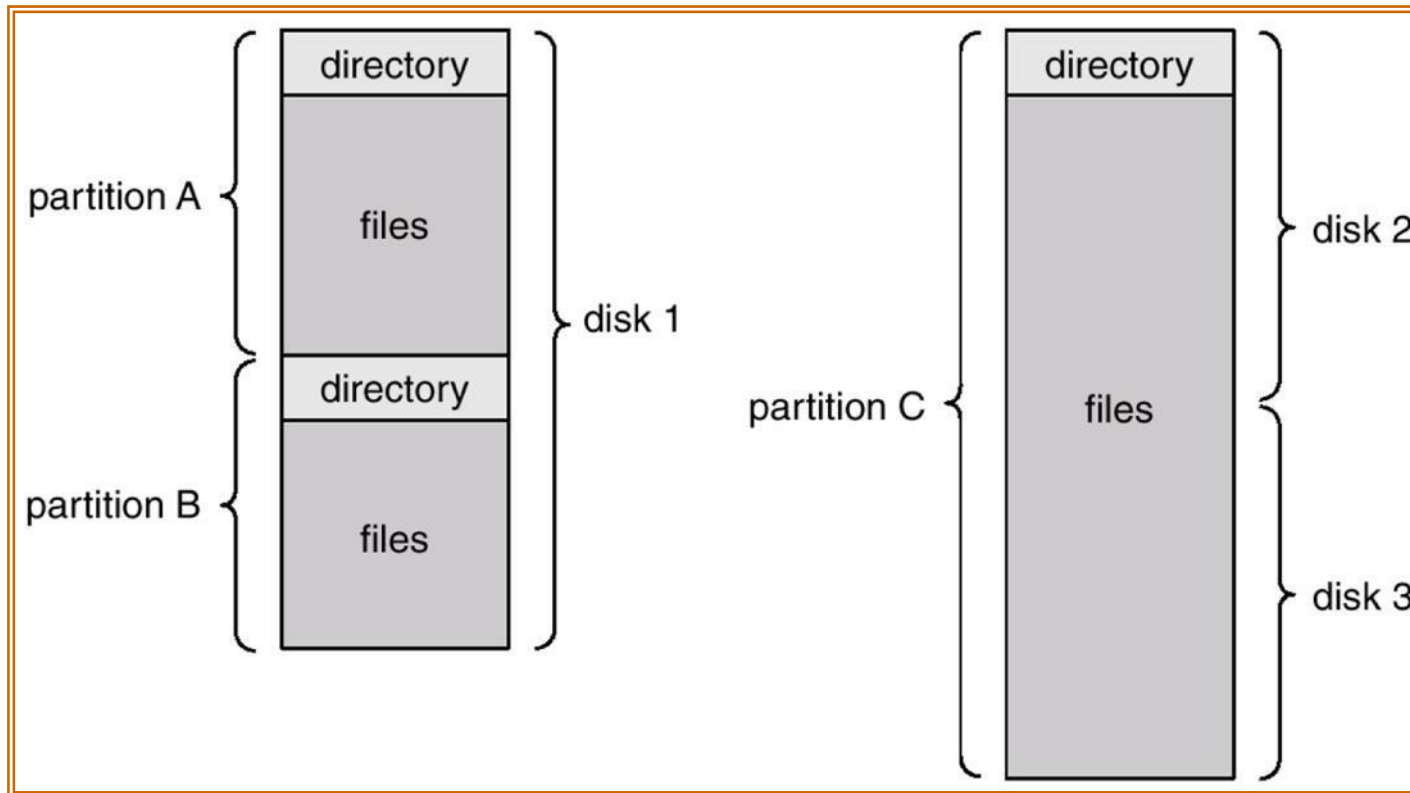 directory
partition A
files
disk 1
directory
partition B
files
directory
disk 2
partition C
files
disk 3